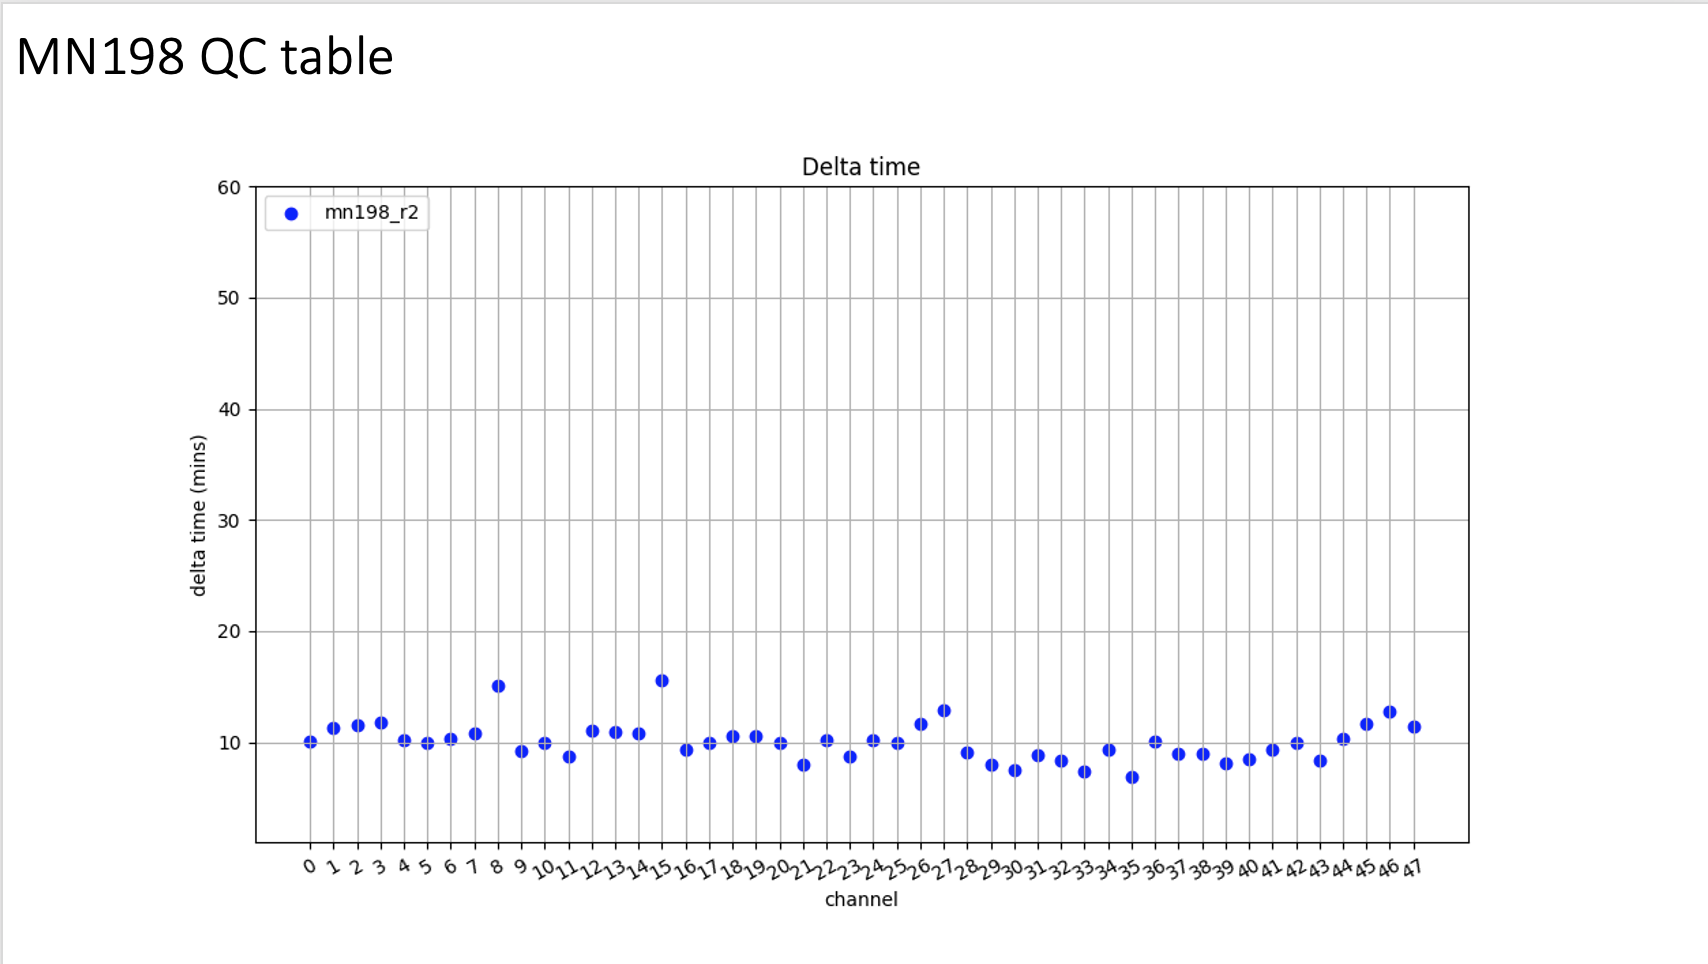 MN198 QC table
Delta time
mn198_r2
60
50
40
30
20
10
delta time (mins)
0 1 2 3 4 5 6 7 8 9 10 11 12 13 14 15 16 17 18 19 20 21 22 23 24 25 26 27 28 29 30 31 32 33 34 35 36 37 38 39 40 41 42 43 44 45 46 47
channel